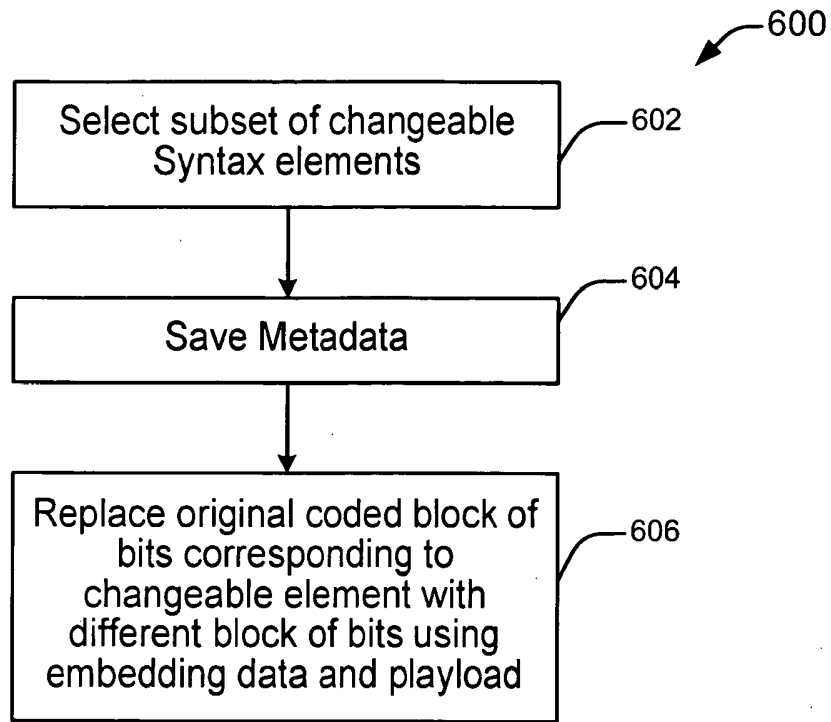 600
Select subset of changeable
Syntax elements
602
604
Save Metadata
Replace original coded block of
bits corresponding to
changeable element with
different block of bits using
embedding data and playload
606